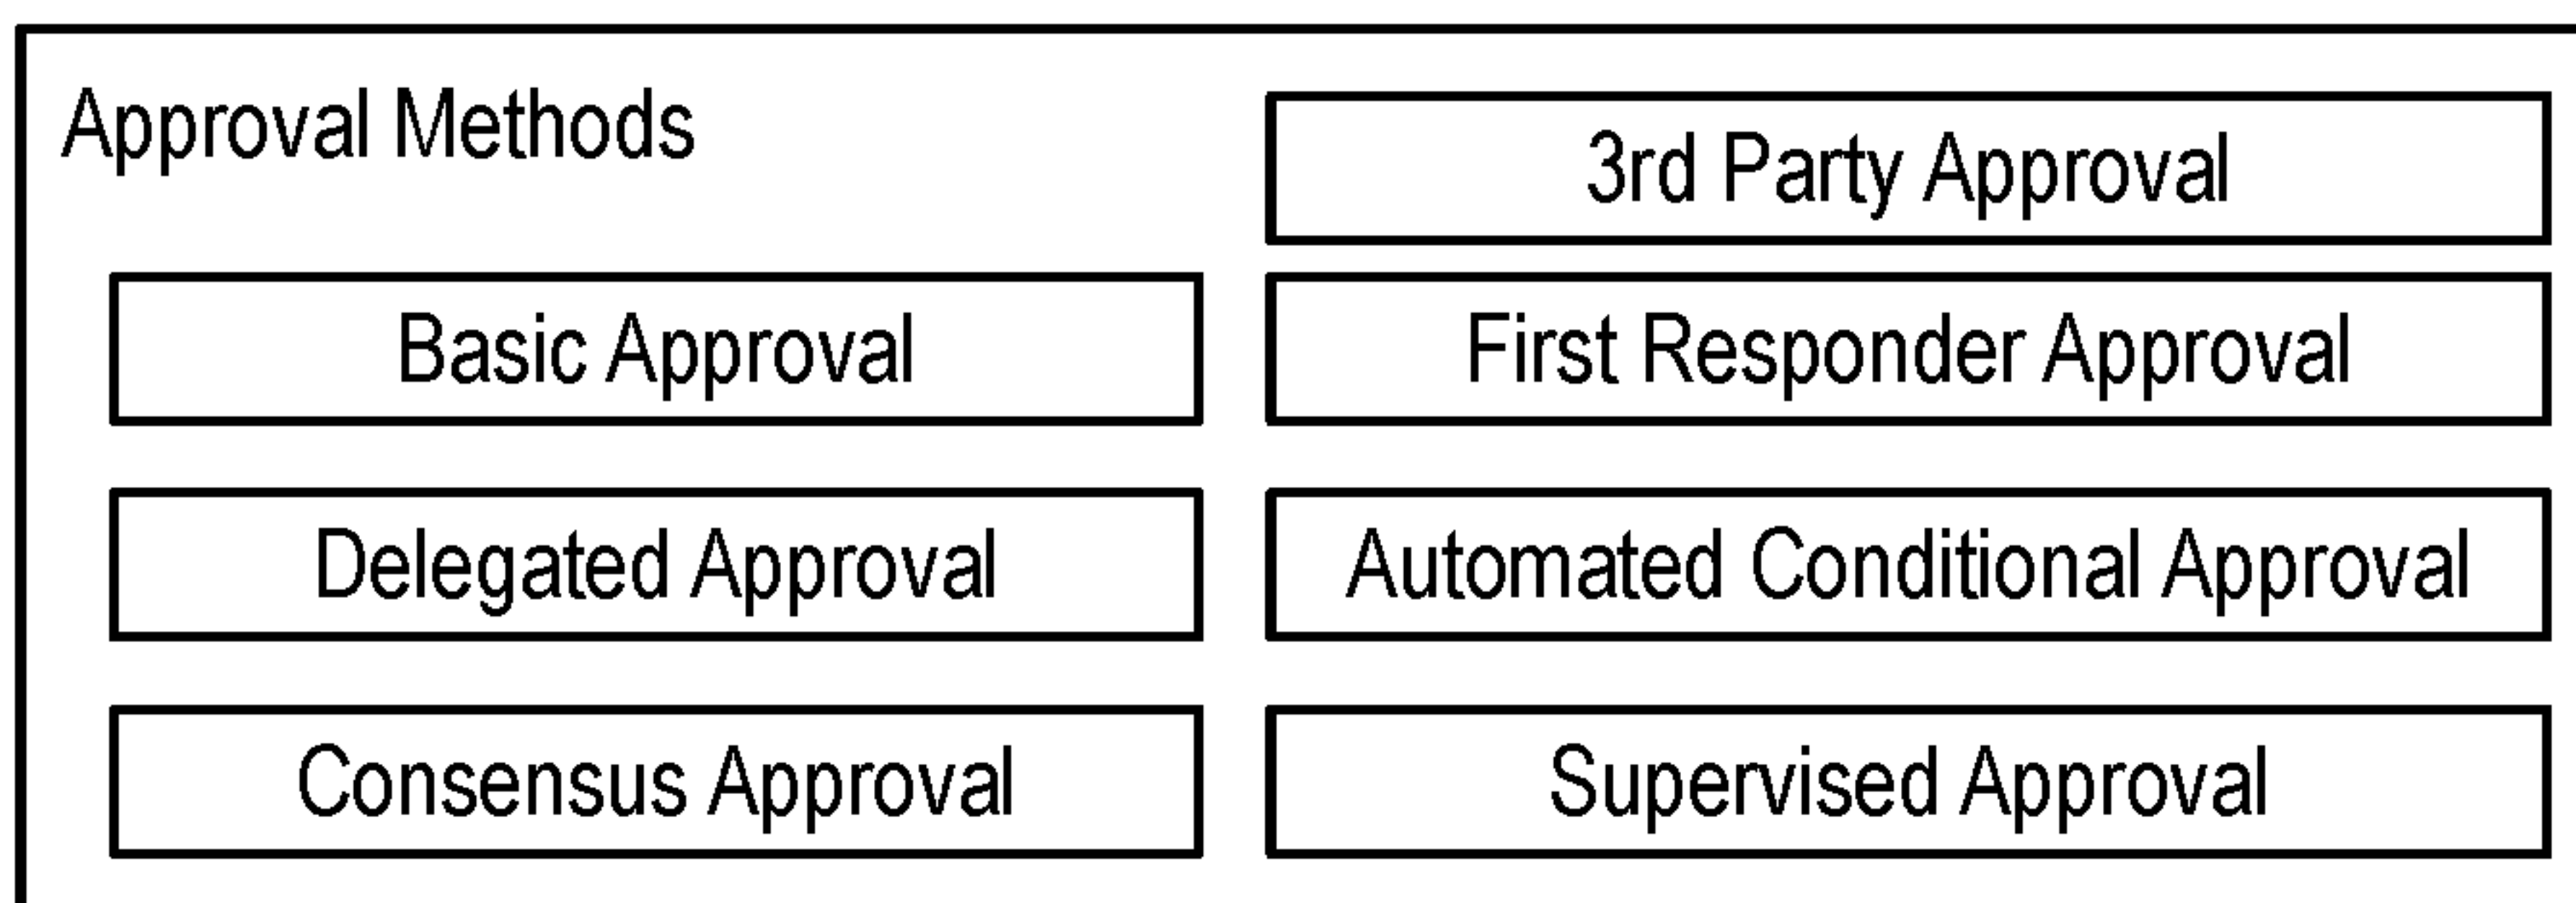 Approval Methods
3rd Party Approval
Basic Approval
First Responder Approval
Delegated Approval
Automated Conditional Approval
Consensus Approval
Supervised Approval